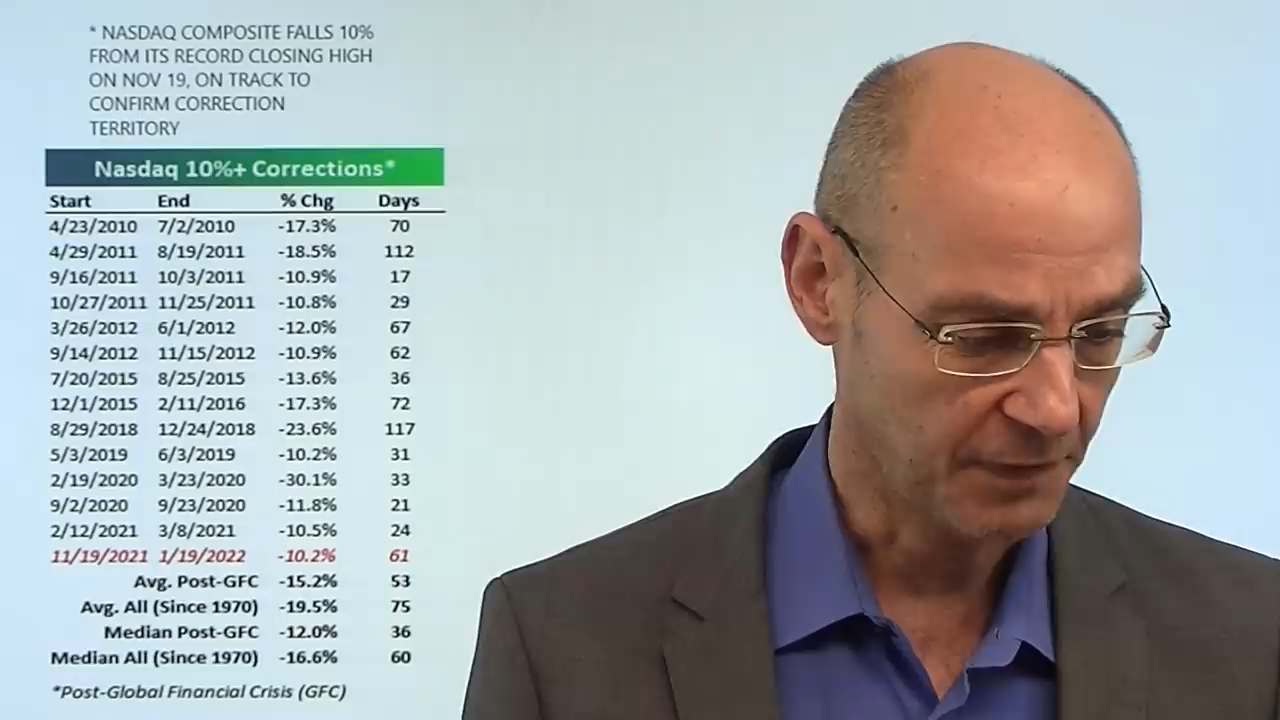 * NASDAQ COMPOSITE FALLS 10%
FROM ITS RECORD CLOSING HIGH
ON NOV 19, ON TRACK TO
CONFIRM CORRECTION
TERRITORY
Nasdaq 10%+ Corrections*
Start End % Chg Days
4/23/2010 7/2/2010 -17.3% 70
4/29/2011 8/19/2011 -18.5% 112
9/16/2011 10/3/2011 -10.9% 17
10/27/2011 11/25/2011 -10.8% 29
3/26/2012 6/1/2012 -12.0% 67
9/14/2012 11/15/2012 -10.9% 62
7/20/2015 8/25/2015 -13.6% 36
12/1/2015 2/11/2016 -17.3% 72
8/29/2018 12/24/2018 -23.6% 117
5/3/2019 6/3/2019 -10.2% 31
2/19/2020 3/23/2020 -30.1% 33
9/2/2020 9/23/2020 -11.8% 21
2/12/2021 3/8/2021 -10.5% 24
11/19/2021 1/19/2022 -10.2% 61
Avg. Post-GFC -15.2% 53
Avg. All (Since 1970) -19.5% 75
Median Post-GFC -12.0% 36
Median All (Since 1970) -16.6% 60
*Post-Global Financial Crisis (GFC)